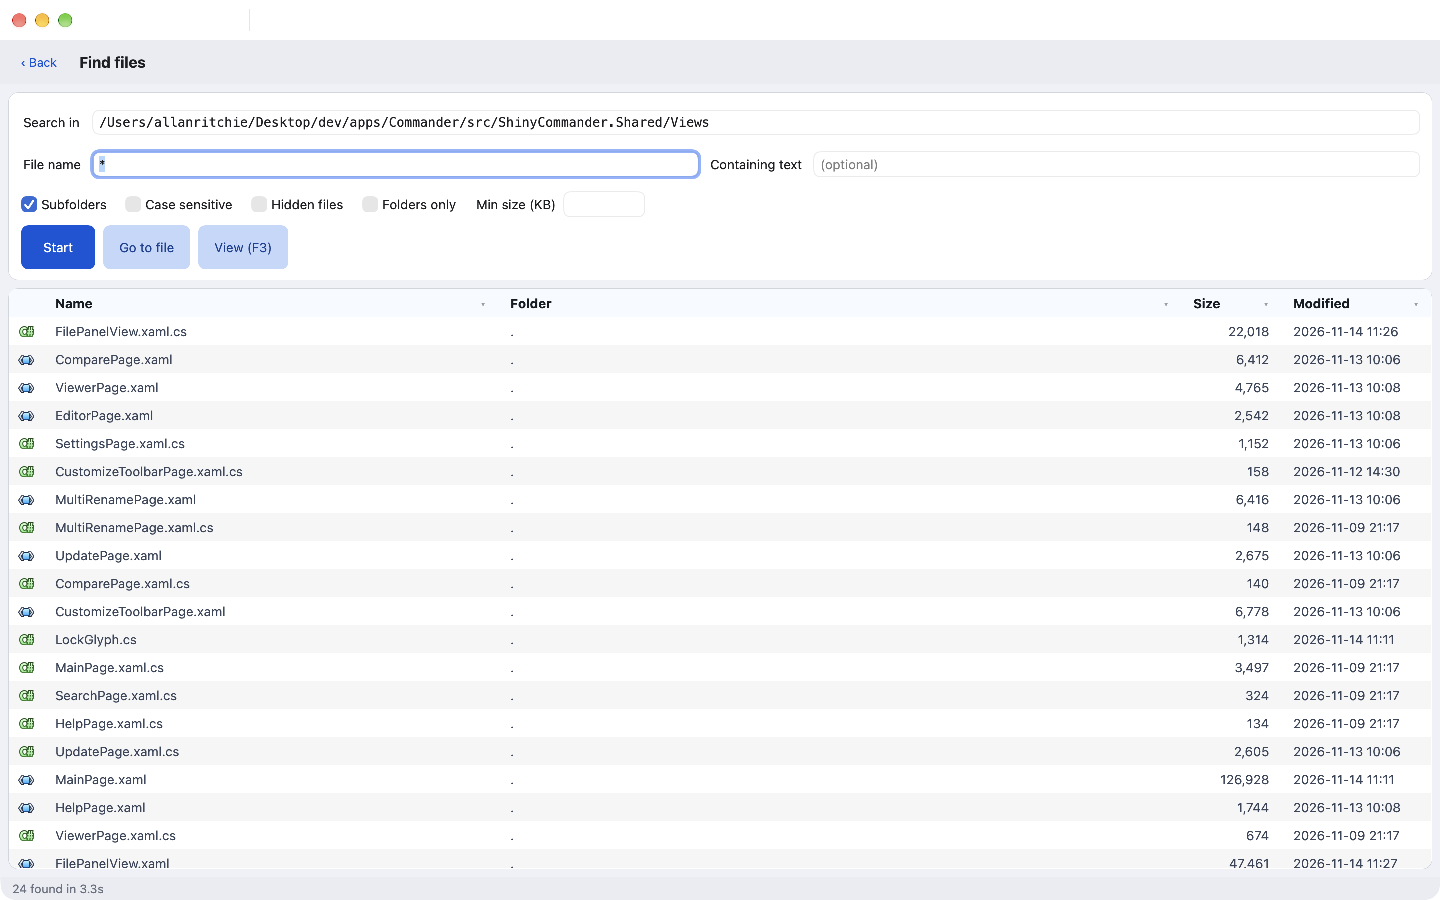 ‹ Back Find files
Search in /Users/allanritchie/Desktop/dev/apps/Commander/src/ShinyCommander.Shared/Views
File name * Containing text (optional)
Subfolders Case sensitive Hidden files Folders only Min size (KB)
Start Go to file View (F3)
Name Folder Size Modified
FilePanelView.xaml.cs . 22,018 2026-11-14 11:26
ComparePage.xaml . 6,412 2026-11-13 10:06
ViewerPage.xaml . 4,765 2026-11-13 10:08
EditorPage.xaml . 2,542 2026-11-13 10:08
SettingsPage.xaml.cs . 1,152 2026-11-13 10:06
CustomizeToolbarPage.xaml.cs . 158 2026-11-12 14:30
MultiRenamePage.xaml . 6,416 2026-11-13 10:06
MultiRenamePage.xaml.cs . 148 2026-11-09 21:17
UpdatePage.xaml . 2,675 2026-11-13 10:06
ComparePage.xaml.cs . 140 2026-11-09 21:17
CustomizeToolbarPage.xaml . 6,778 2026-11-13 10:06
LockGlyph.cs . 1,314 2026-11-14 11:11
MainPage.xaml.cs . 3,497 2026-11-09 21:17
SearchPage.xaml.cs . 324 2026-11-09 21:17
HelpPage.xaml.cs . 134 2026-11-09 21:17
UpdatePage.xaml.cs . 2,605 2026-11-13 10:06
MainPage.xaml . 126,928 2026-11-14 11:11
HelpPage.xaml . 1,744 2026-11-13 10:08
ViewerPage.xaml.cs . 674 2026-11-09 21:17
FilePanelView.xaml . 47,461 2026-11-14 11:27
24 found in 3.3s